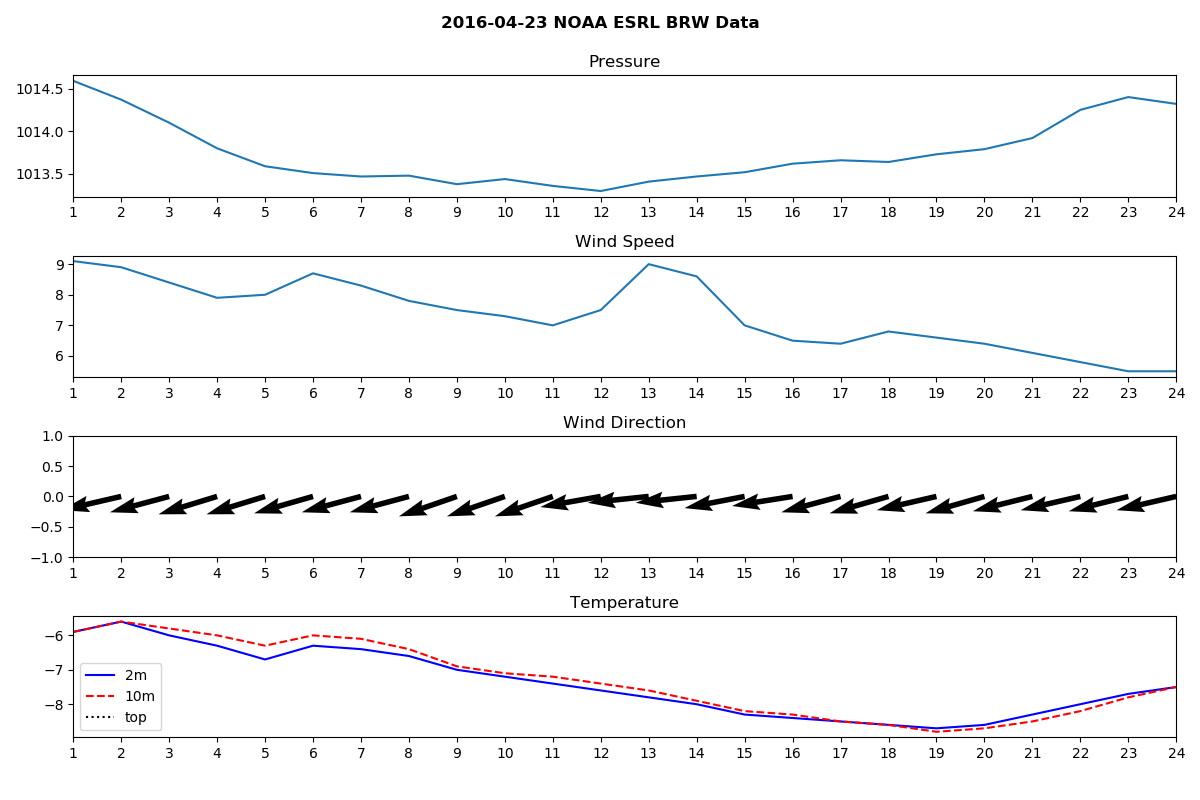 2016-04-23 NOAA ESRL BRW Data
Pressure
1014.5
1014.0
1013.5
1 2 3 4 5 6 7 8 9 10 11 12 13 14 15 16 17 18 19 20 21 22 23 24
Wind Speed
9
8
7
6
1 2 3 4 5 6 7 8 9 10 11 12 13 14 15 16 17 18 19 20 21 22 23 24
Wind Direction
1.0
0.5
0.0
−0.5
−1.0
1 2 3 4 5 6 7 8 9 10 11 12 13 14 15 16 17 18 19 20 21 22 23 24
Temperature
−6
−7
−8
2m
10m
top
1 2 3 4 5 6 7 8 9 10 11 12 13 14 15 16 17 18 19 20 21 22 23 24